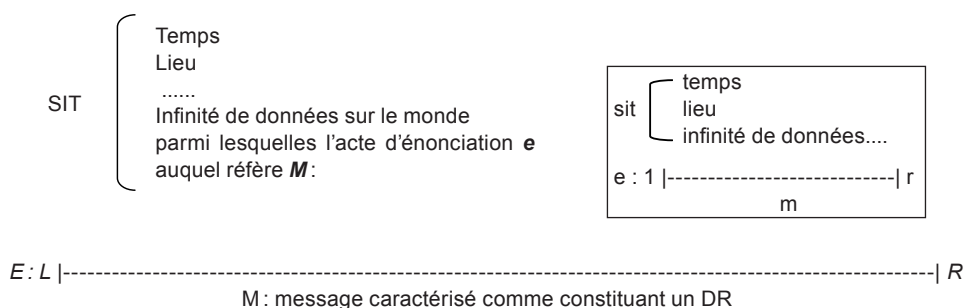 Temps
Lieu
......
SIT
Infinité de données sur le monde
parmi lesquelles l'acte d'énonciation e
auquel réfère M :
temps
sit lieu
infinité de données....
e : 1 |----------------------------| r
m
E : L |-----------------------------------------------------------------------------------------------------------| R
M : message caractérisé comme constituant un DR